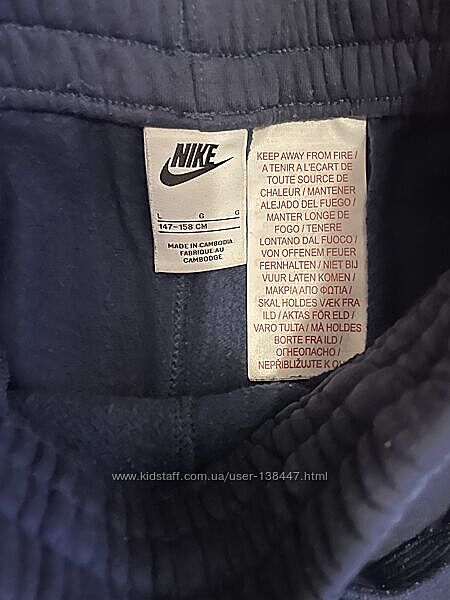 NIKE
L G G
147-158 CM
MADE IN CAMBODIA
FABRIQUE AU
CAMBODGE
KEEP AWAY FROM FIRE /
A TENIR A L'ECART DE
TOUTE SOURCE DE
CHALEUR / MANTENER
ALEJADO DEL FUEGO /
MANTER LONGE DE
FOGO / TENERE
LONTANO DAL FUOCO /
VON OFFENEM FEUER
FERNHALTEN / NIET BIJ
VUUR LATEN KOMEN /
ΜΑΚΡΙΑ ΑΠΟ ΦΩΤΙΑ /
SKAL HOLDES VÆK FRA
ILD / AKTAS FÖR ELD /
VARO TULTA / MÅ HOLDES
BORTE FRA ILD /
ОГНЕОПАСНО /
NEPŘIBLIŽUJTE K
www.kidstaff.com.ua/user-138447.html